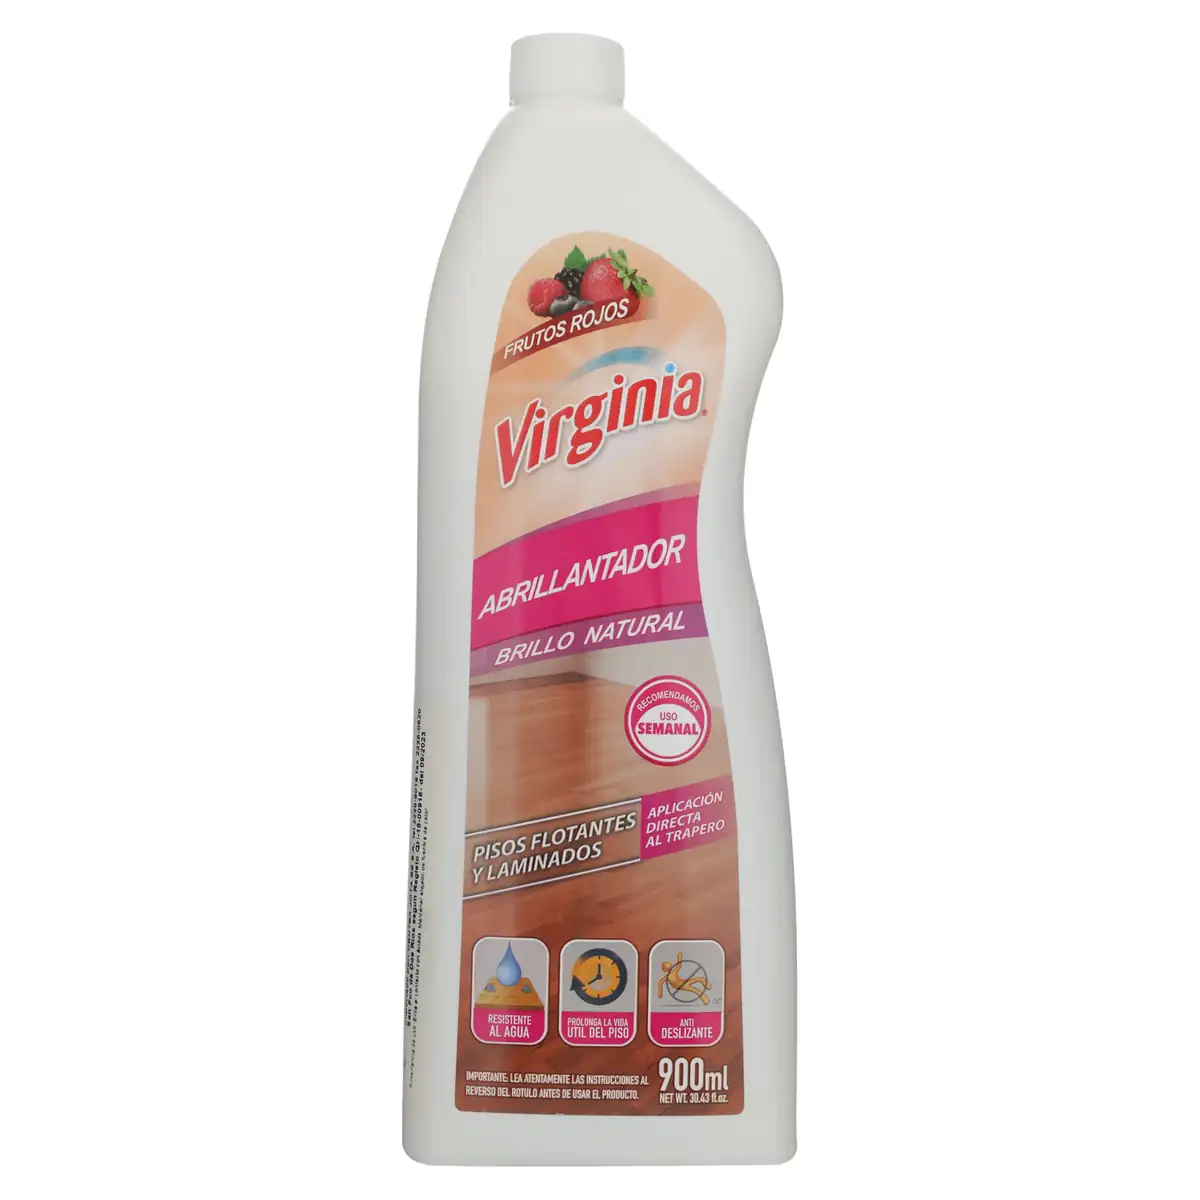 FRUTOS ROJOS
Virginia®
ABRILLANTADOR
BRILLO NATURAL
RECOMENDAMOS
USO
SEMANAL
PISOS FLOTANTES
Y LAMINADOS
APLICACIÓN
DIRECTA
AL TRAPERO
RESISTENTE
AL AGUA
PROLONGA LA VIDA
UTIL DEL PISO
ANTI
DESLIZANTE
IMPORTANTE: LEA ATENTAMENTE LAS INSTRUCCIONES AL
REVERSO DEL ROTULO ANTES DE USAR EL PRODUCTO.
900ml
NET WT. 30.43 fl.oz.